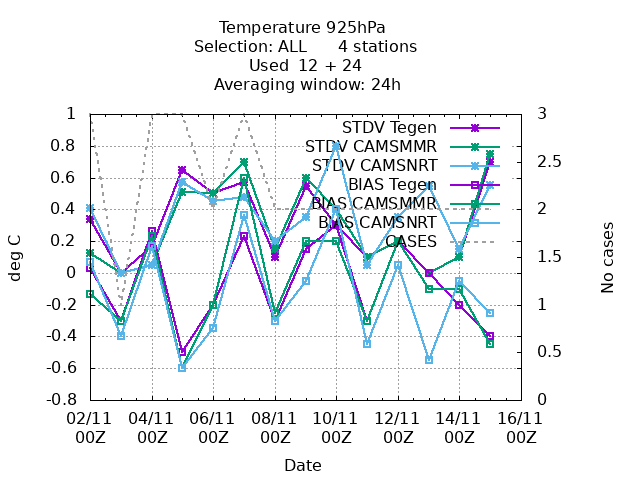 Temperature 925hPa
Selection: ALL 4 stations
Used 12 + 24
Averaging window: 24h
deg C
1
0.8
0.6
0.4
0.2
0
-0.2
-0.4
-0.6
-0.8
STDV Tegen
STDV CAMSMMR
STDV CAMSNRT
BIAS Tegen
BIAS CAMSMMR
BIAS CAMSNRT
CASES
3
2.5
2
1.5
1
0.5
0
No cases
02/11 04/11 06/11 08/11 10/11 12/11 14/11 16/11
00Z 00Z 00Z 00Z 00Z 00Z 00Z 00Z
Date